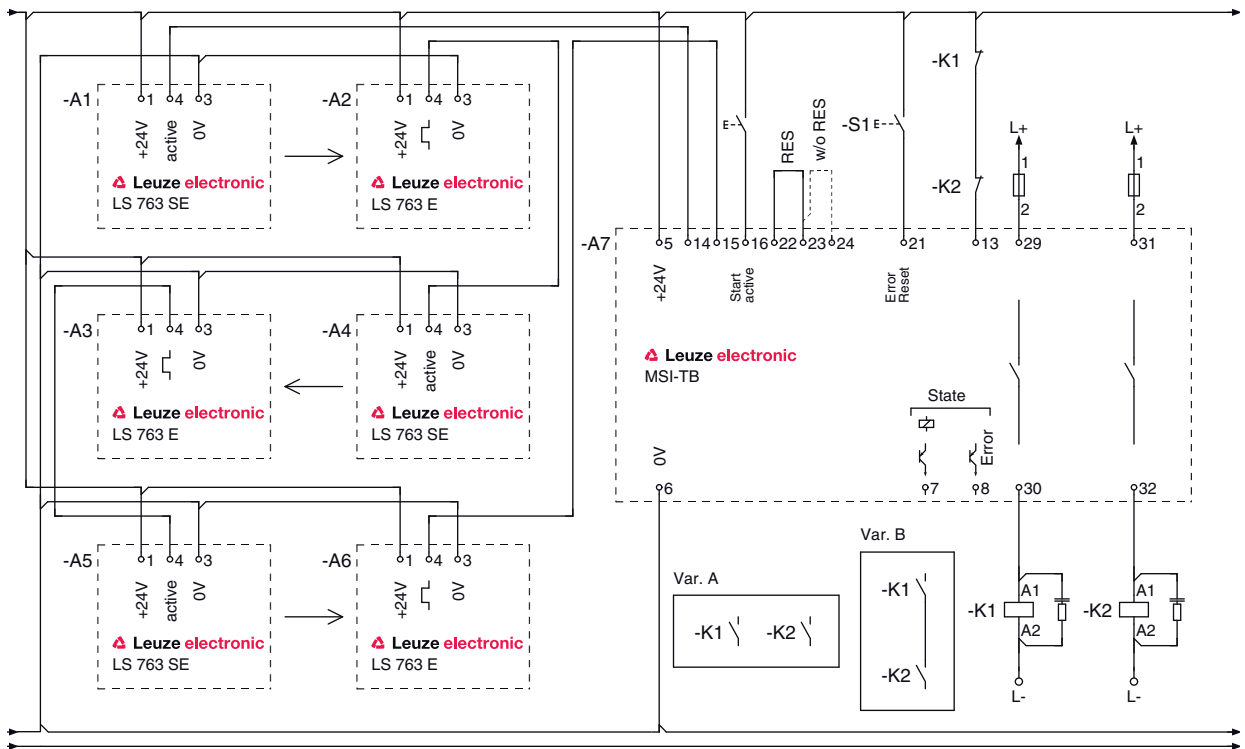 -A1 1 4 3
+24V active 0V
Leuze electronic
LS 763 SE
-A2 1 4 3
+24V 0V
Leuze electronic
LS 763 E
-A3 1 4 3
+24V 0V
Leuze electronic
LS 763 E
-A4 1 4 3
+24V active 0V
Leuze electronic
LS 763 SE
-A5 1 4 3
+24V active 0V
Leuze electronic
LS 763 SE
-A6 1 4 3
+24V 0V
Leuze electronic
LS 763 E
-K1
-S1 E
E
RES
w/o RES
-K2
L+
1
2
L+
1
2
-A7 5 14 15 16 22 23 24 21 13 29 31
+24V
Start
active
Error
Reset
Leuze electronic
MSI-TB
State
Error
0V
6 7 8 30 32
Var. A
-K1 -K2
Var. B
-K1
-K2
-K1 A1
A2
L-
-K2 A1
A2
L-